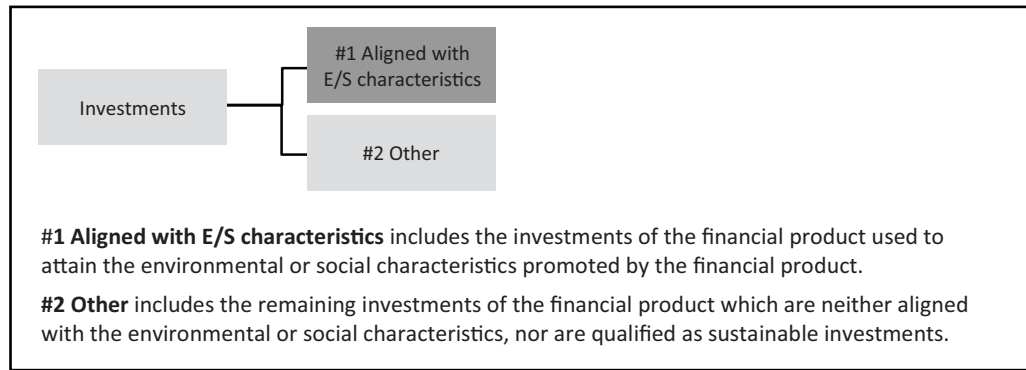 #1 Aligned with
E/S characteristics
Investments
#2 Other
#1 Aligned with E/S characteristics includes the investments of the financial product used to
attain the environmental or social characteristics promoted by the financial product.
#2 Other includes the remaining investments of the financial product which are neither aligned
with the environmental or social characteristics, nor are qualified as sustainable investments.